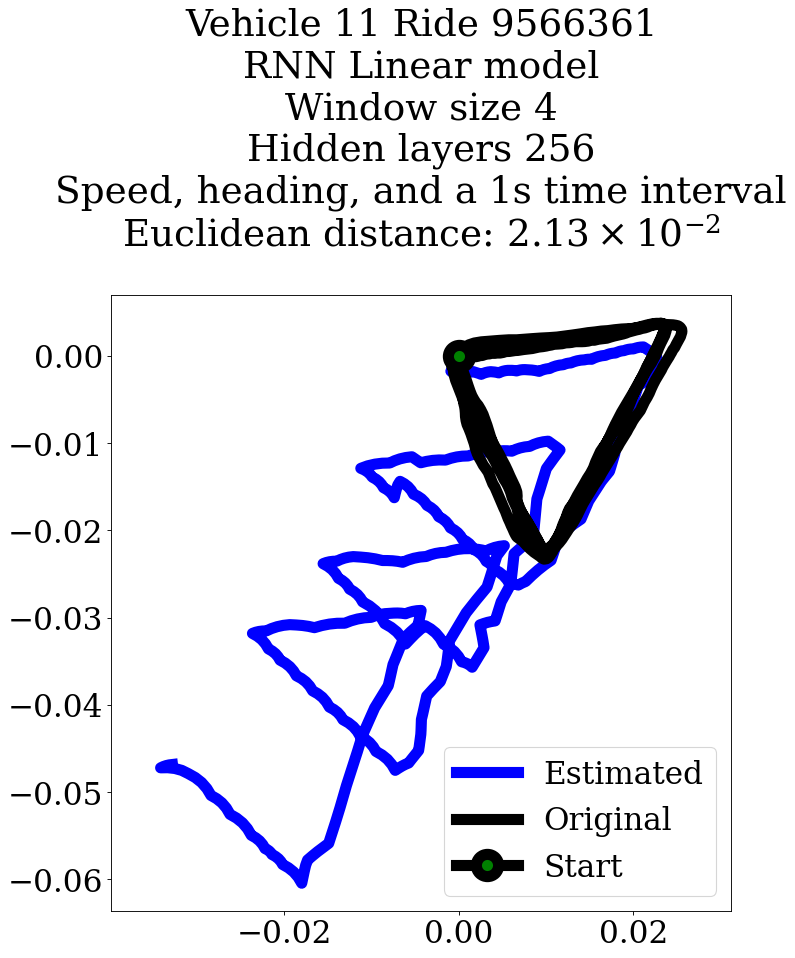 Vehicle 11 Ride 9566361
RNN Linear model
Window size 4
Hidden layers 256
Speed, heading, and a 1s time interval
Euclidean distance: 2.13 × 10⁻²
0.00
−0.01
−0.02
−0.03
−0.04
−0.05
−0.06
Estimated
Original
Start
−0.02 0.00 0.02